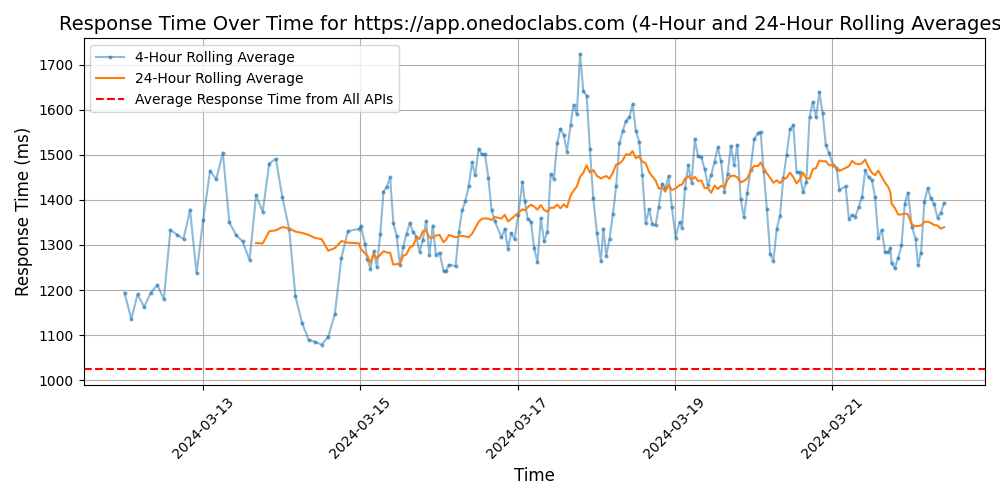 Response Time Over Time for https://app.onedoclabs.com (4-Hour and 24-Hour Rolling Averages
4-Hour Rolling Average
24-Hour Rolling Average
Average Response Time from All APIs
Response Time (ms)
1700
1600
1500
1400
1300
1200
1100
1000
2024-03-13
2024-03-15
2024-03-17
2024-03-19
2024-03-21
Time